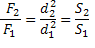 F₂/F₁ = d₂²/d₁² = S₂/S₁